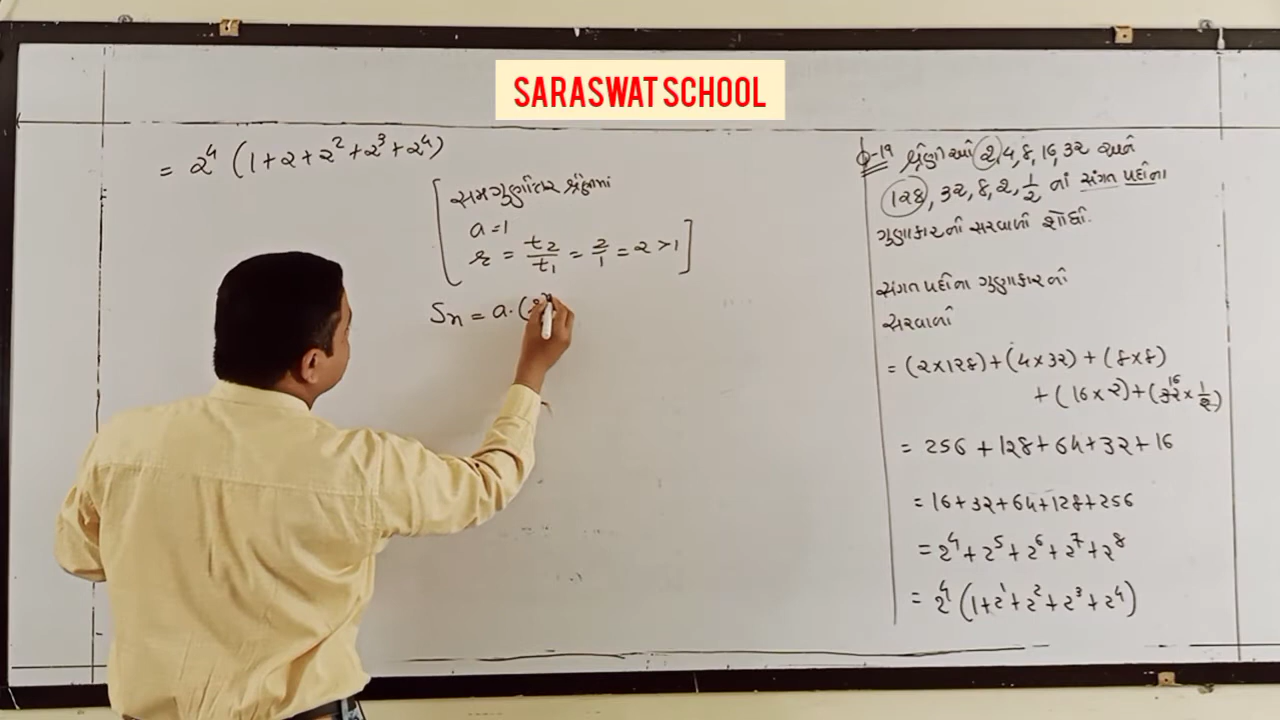 SARASWAT SCHOOL
= 2⁴ (1+2+2²+2³+2⁴)
સમગુણોત્તર શ્રેણીમાં
a=1
r = t₂/t₁ = 2/1 = 2 > 1
Sₙ = a·(
Q-19 શ્રેણીઓ 2,4,8,16,32 અને
128, 32, 8, 2, 1/2 નાં સંગત પદોના
ગુણાકારનો સરવાળો શોધો.
સંગત પદોના ગુણાકારનો
સરવાળો
= (2×128)+(4×32)+(8×8)
+(16×2)+(32 16 ×1/2)
= 256+128+64+32+16
= 16+32+64+128+256
= 2⁴+2⁵+2⁶+2⁷+2⁸
= 2⁴(1+2¹+2²+2³+2⁴)